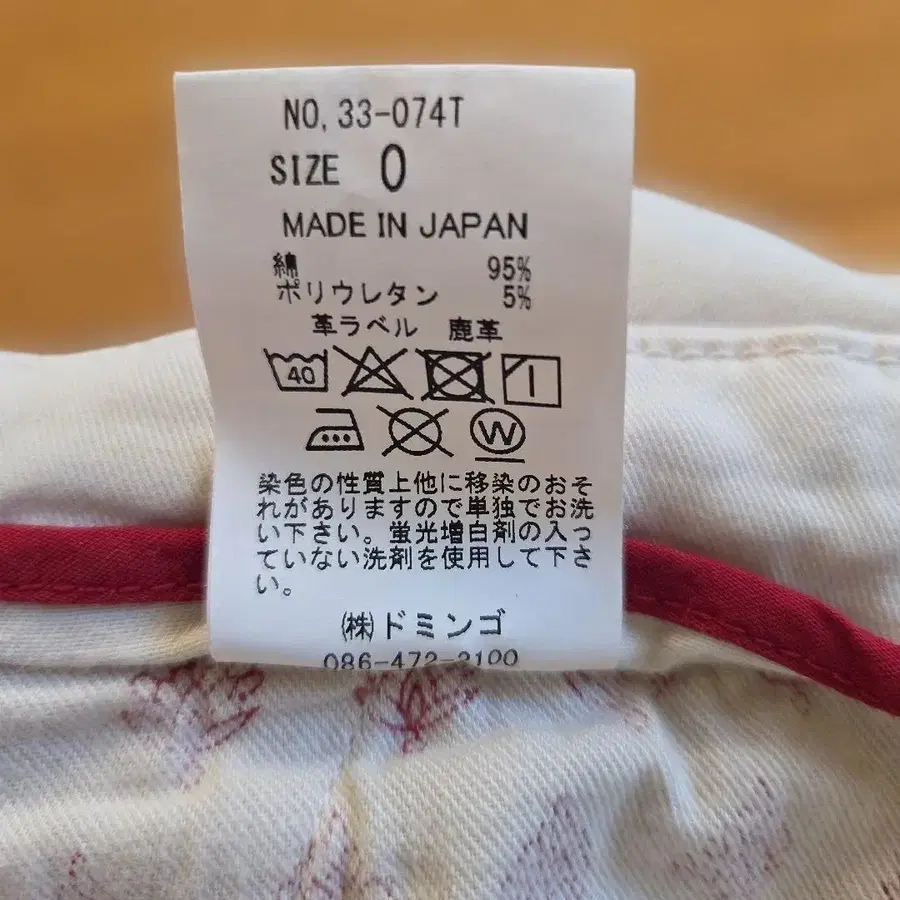 NO, 33-074T
SIZE 0
MADE IN JAPAN
綿 95%
ポリウレタン 5%
革ラベル 鹿革
40
W
染色の性質上他に移染のおそ
れがありますので単独でお洗
い下さい。蛍光増白剤の入っ
ていない洗剤を使用して下さ
い。
㈱ドミンゴ
086-472-2100